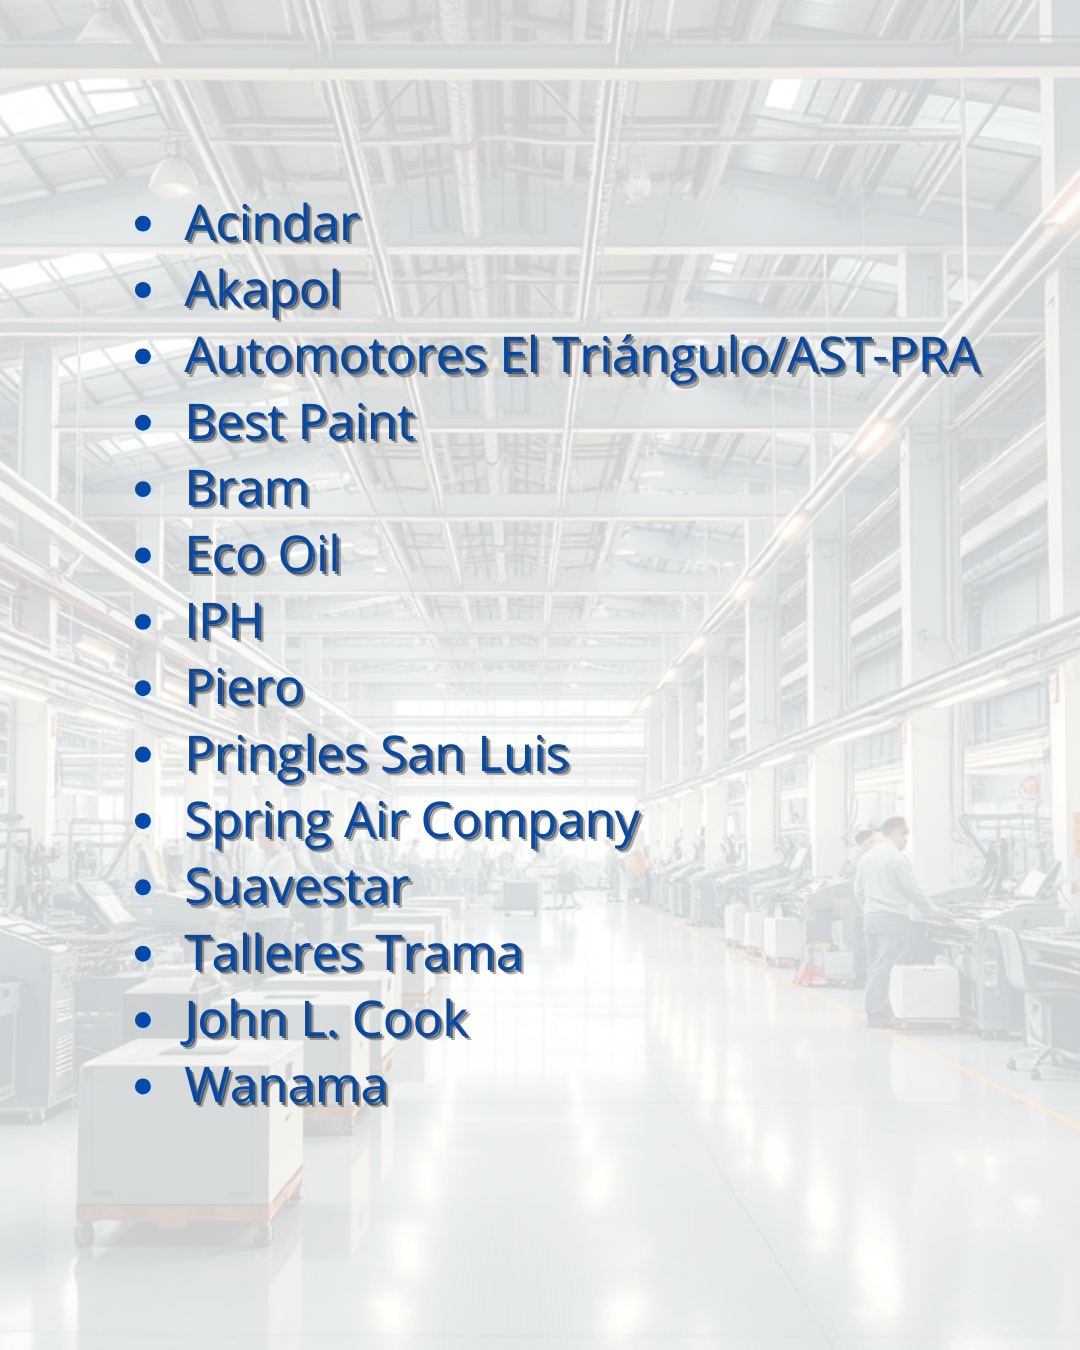 • Acindar
• Akapol
• Automotores El Triángulo/AST-PRA
• Best Paint
• Bram
• Eco Oil
• IPH
• Piero
• Pringles San Luis
• Spring Air Company
• Suavestar
• Talleres Trama
• John L. Cook
• Wanama